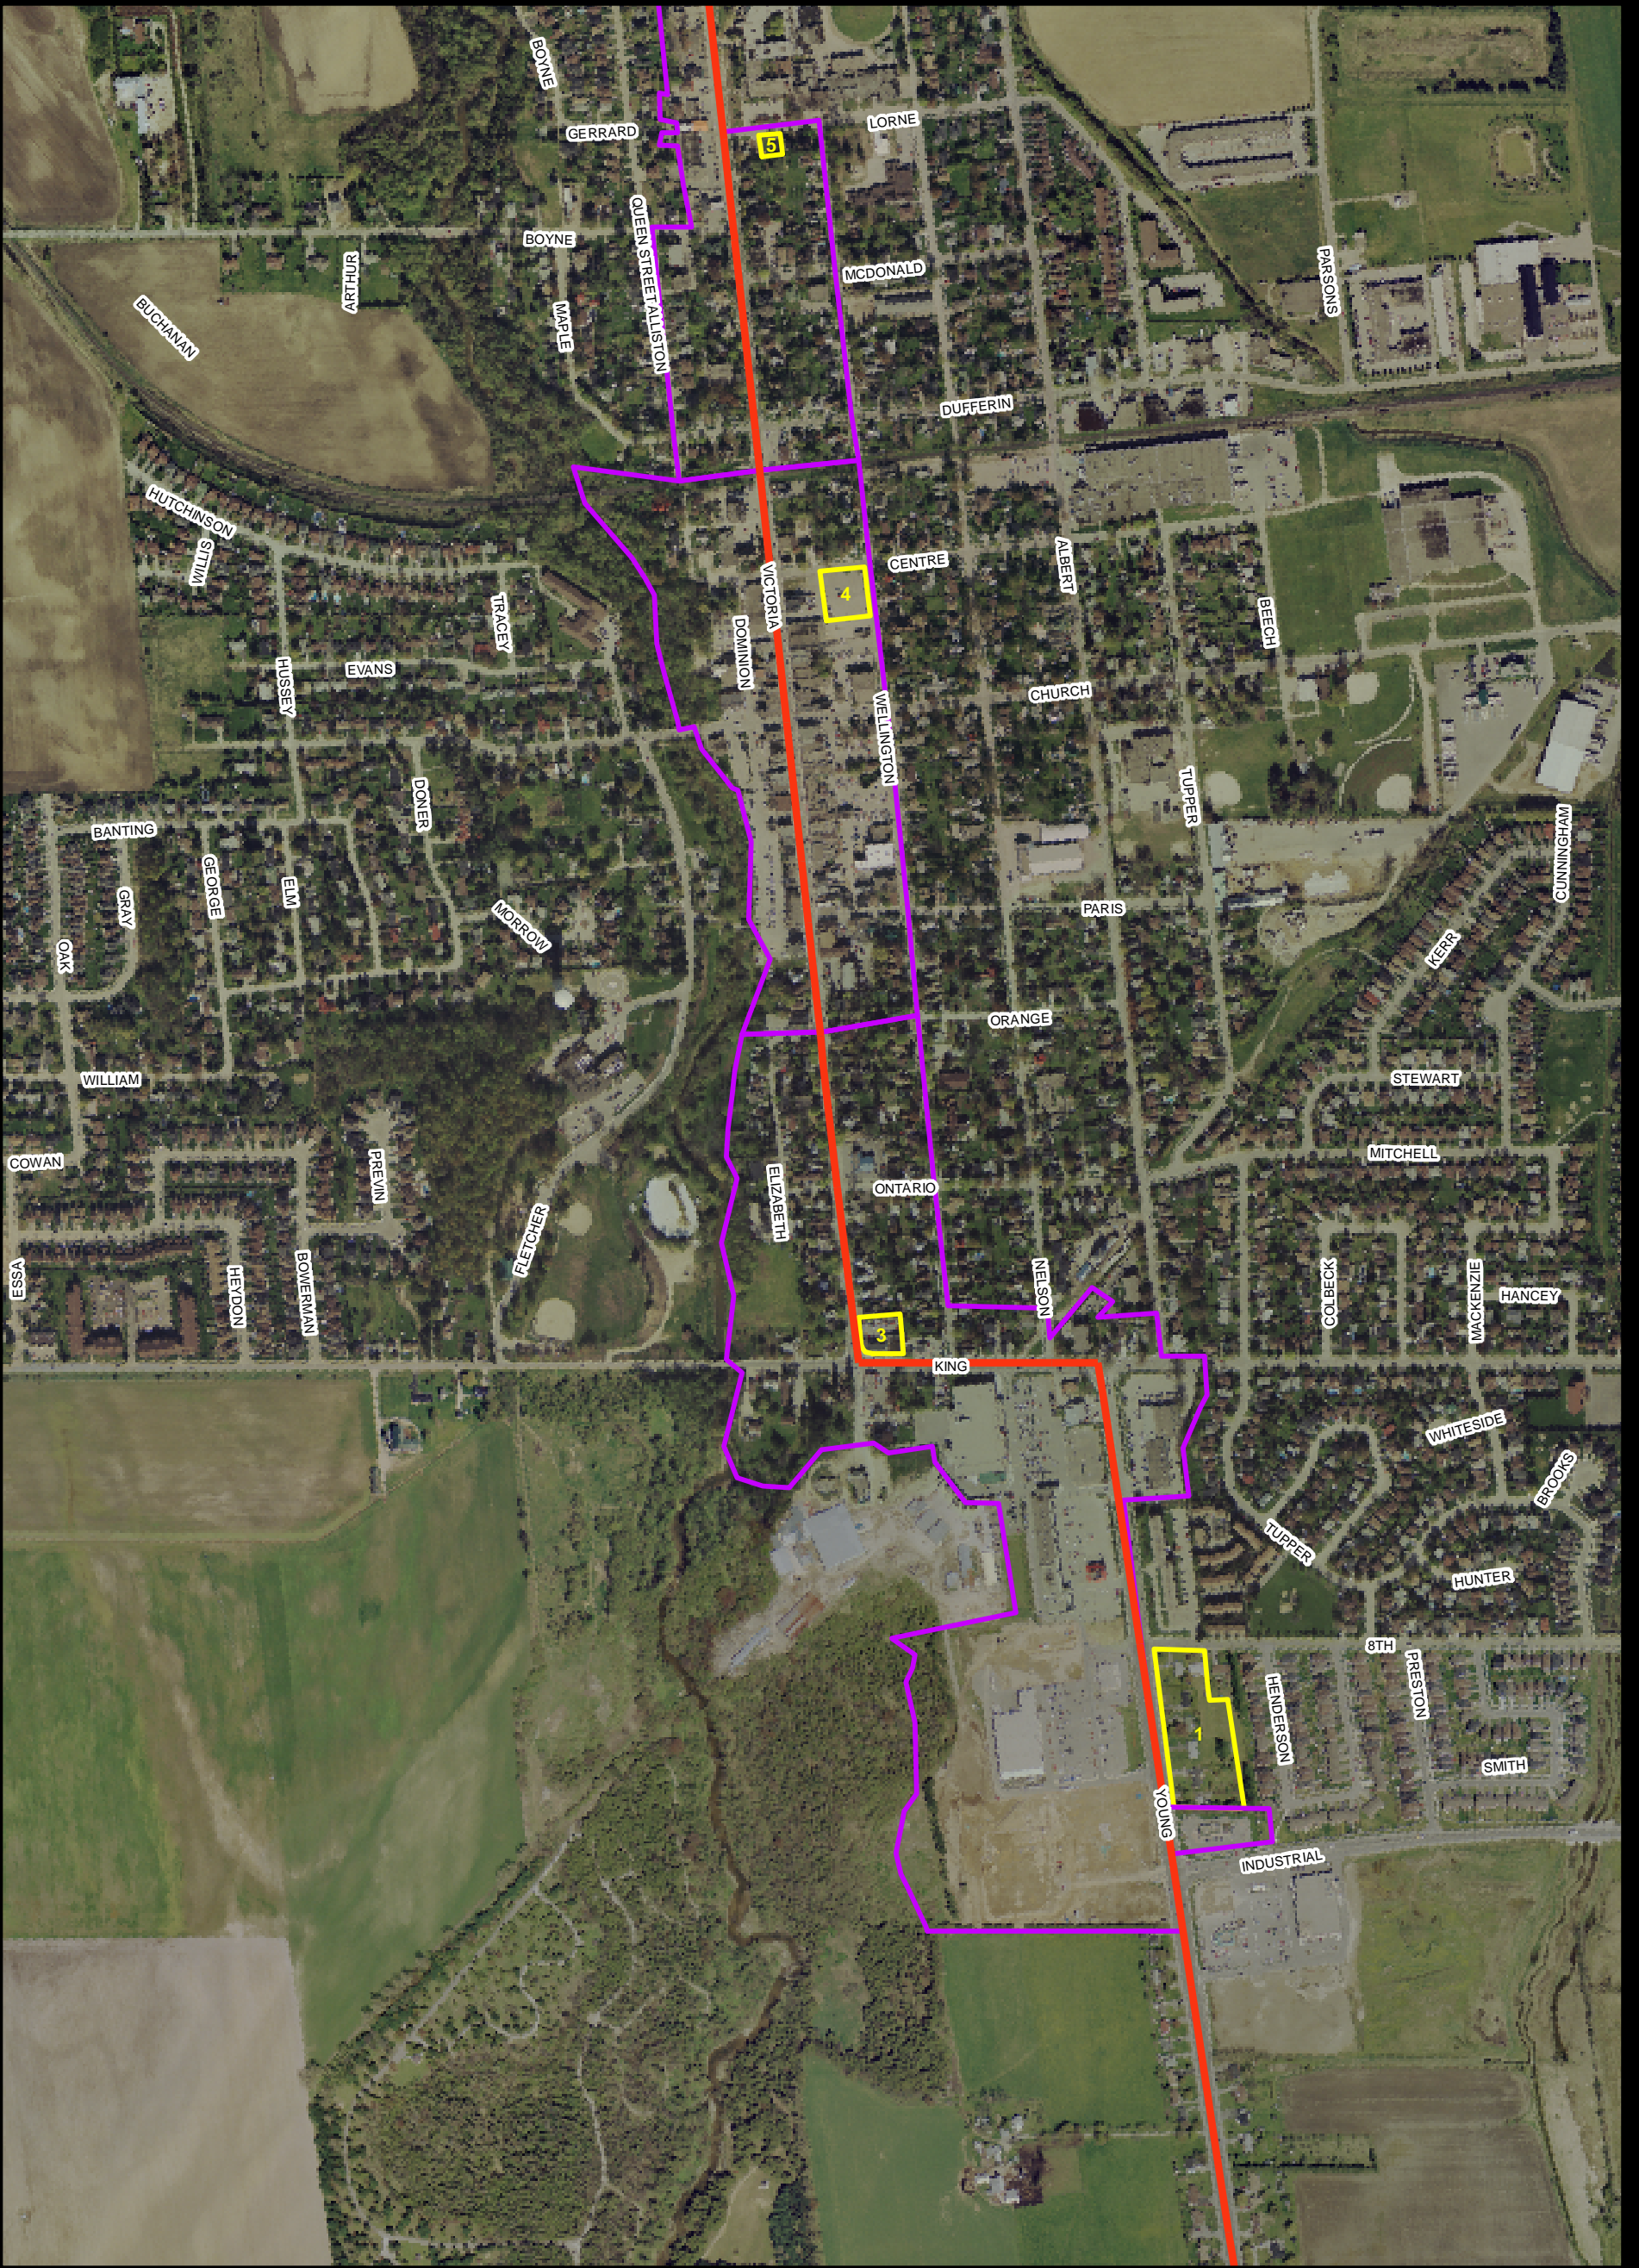 BOYNE
GERRARD
LORNE
5
QUEEN STREET ALLISTON
BOYNE
MCDONALD
ARTHUR
PARSONS
BUCHANAN
MAPLE
DUFFERIN
HUTCHINSON
WILLIS
CENTRE
ALBERT
VICTORIA
4
TRACEY
BEECH
DOMINION
EVANS
HUSSEY
CHURCH
WELLINGTON
TUPPER
DONER
BANTING
CUNNINGHAM
GEORGE
ELM
GRAY
PARIS
MORROW
KERR
OAK
ORANGE
WILLIAM
STEWART
MITCHELL
COWAN
PREVIN
ONTARIO
ELIZABETH
FLETCHER
ESSA
HEYDON
BOWERMAN
NELSON
COLBECK
MACKENZIE
HANCEY
3
KING
WHITESIDE
BROOKS
TUPPER
HUNTER
8TH
PRESTON
HENDERSON
1
SMITH
YOUNG
INDUSTRIAL